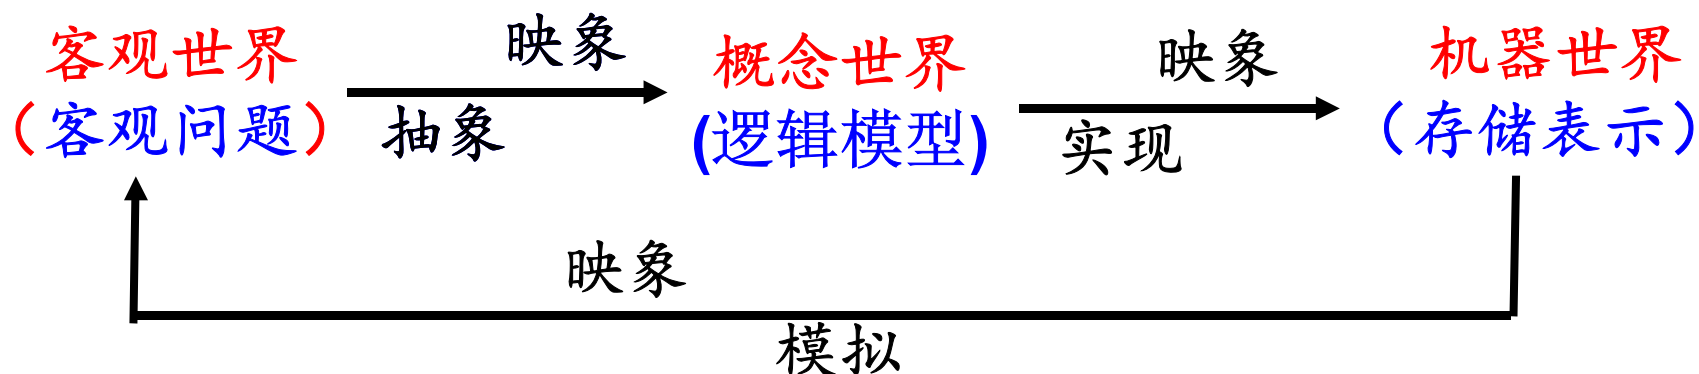 客观世界
（客观问题）
映象
抽象
概念世界
(逻辑模型)
映象
实现
机器世界
（存储表示）
映象
模拟